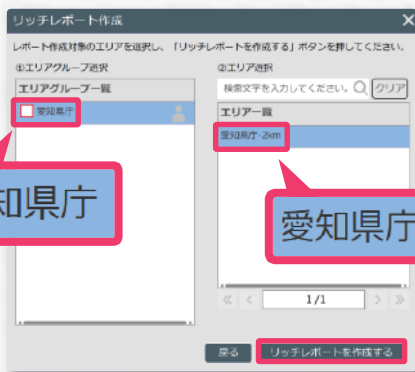 リッチレポート作成
レポート作成対象のエリアを選択し、「リッチレポートを作成する」ボタンを押してください。
①エリアグループ選択
エリアグループ一覧
愛知県庁
知県庁
②エリア選択
検索文字を入力してください。 クリア
エリア一覧
愛知県庁-2km
愛知県庁
1/1
戻る リッチレポートを作成する